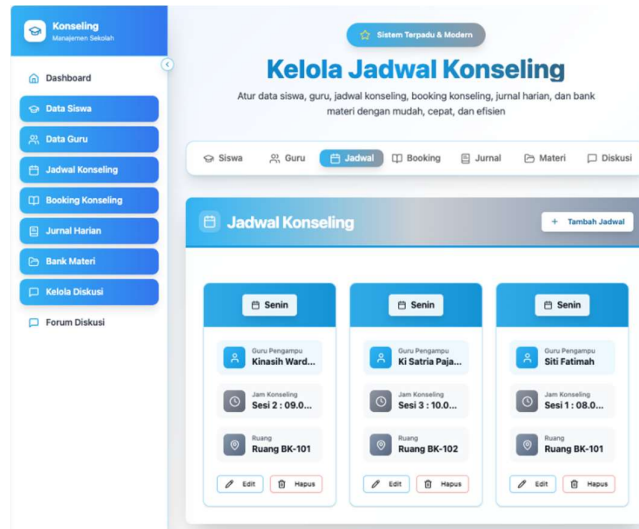 Konseling
Manajemen Sekolah
Dashboard
Data Siswa
Data Guru
Jadwal Konseling
Booking Konseling
Jurnal Harian
Bank Materi
Kelola Diskusi
Forum Diskusi
Sistem Terpadu & Modern
Kelola Jadwal Konseling
Atur data siswa, guru, jadwal konseling, booking konseling, jurnal harian, dan bank
materi dengan mudah, cepat, dan efisien
Siswa Guru Jadwal Booking Jurnal Materi Diskusi
Jadwal Konseling
+ Tambah Jadwal
Senin
Guru Pengampu
Kinasih Ward...
Jam Konseling
Sesi 2 : 09.0...
Ruang
Ruang BK-101
Edit Hapus
Senin
Guru Pengampu
Ki Satria Paja...
Jam Konseling
Sesi 3 : 10.0...
Ruang
Ruang BK-102
Edit Hapus
Senin
Guru Pengampu
Siti Fatimah
Jam Konseling
Sesi 1 : 08.0...
Ruang
Ruang BK-101
Edit Hapus